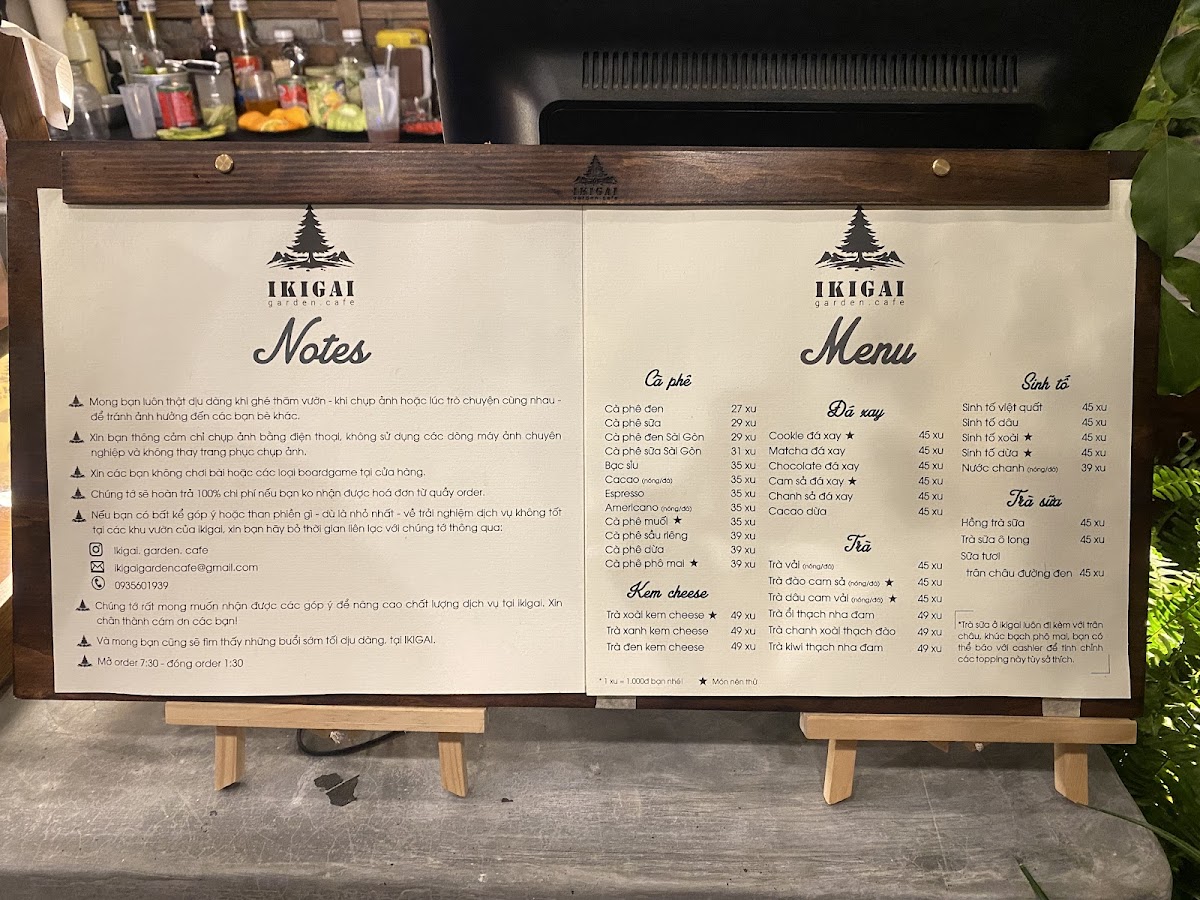 IKIGAI
garden.cafe
IKIGAI
garden.cafe
Notes
Mong bạn luôn thật dịu dàng khi ghé thăm vườn - khi chụp ảnh hoặc lúc trò chuyện cùng nhau -
để tránh ảnh hưởng đến các bạn bè khác.
Xin bạn thông cảm chỉ chụp ảnh bằng điện thoại, không sử dụng các dòng máy ảnh chuyên
nghiệp và không thay trang phục chụp ảnh.
Xin các bạn không chơi bài hoặc các loại boardgame tại cửa hàng.
Chúng tớ sẽ hoàn trả 100% chi phí nếu bạn ko nhận được hoá đơn từ quầy order.
Nếu bạn có bất kể góp ý hoặc than phiền gì - dù là nhỏ nhất - về trải nghiệm dịch vụ không tốt
tại các khu vườn của ikigai, xin bạn hãy bỏ thời gian liên lạc với chúng tớ thông qua:
Ikigai. garden. cafe
ikigaigardencafe@gmail.com
0935601939
Chúng tớ rất mong muốn nhận được các góp ý để nâng cao chất lượng dịch vụ tại ikigai. Xin
chân thành cám ơn các bạn!
Và mong bạn cũng sẽ tìm thấy những buổi sớm tối dịu dàng, tại IKIGAI.
Mở order 7:30 - đóng order 1:30
IKIGAI
garden.cafe
Menu
Cà phê
Cà phê đen 27 xu
Cà phê sữa 29 xu
Cà phê đen Sài Gòn 29 xu
Cà phê sữa Sài Gòn 31 xu
Bạc sỉu 35 xu
Cacao (nóng/đá) 35 xu
Espresso 35 xu
Americano (nóng/đá) 35 xu
Cà phê muối ★ 35 xu
Cà phê sầu riêng 39 xu
Cà phê dừa 39 xu
Cà phê phô mai ★ 39 xu
Kem cheese
Trà xoài kem cheese ★ 49 xu
Trà xanh kem cheese 49 xu
Trà đen kem cheese 49 xu
* 1 xu = 1.000đ bạn nhé! ★ Món nên thử
Đá xay
Cookie đá xay ★ 45 xu
Matcha đá xay 45 xu
Chocolate đá xay 45 xu
Cam sả đá xay ★ 45 xu
Chanh sả đá xay 45 xu
Cacao dừa 45 xu
Trà
Trà vải (nóng/đá) 45 xu
Trà đào cam sả (nóng/đá) ★ 45 xu
Trà dâu cam vải (nóng/đá) ★ 45 xu
Trà ổi thạch nha đam 49 xu
Trà chanh xoài thạch đào 49 xu
Trà kiwi thạch nha đam 49 xu
Sinh tố
Sinh tố việt quất 45 xu
Sinh tố dâu 45 xu
Sinh tố xoài ★ 45 xu
Sinh tố dừa ★ 45 xu
Nước chanh (nóng/đá) 39 xu
Trà sữa
Hồng trà sữa 45 xu
Trà sữa ô long 45 xu
Sữa tươi
trân châu đường đen 45 xu
*Trà sữa ở ikigai luôn đi kèm với trân
châu, khúc bạch phô mai, bạn có
thể báo với cashier để tinh chỉnh
các topping này tùy sở thích.